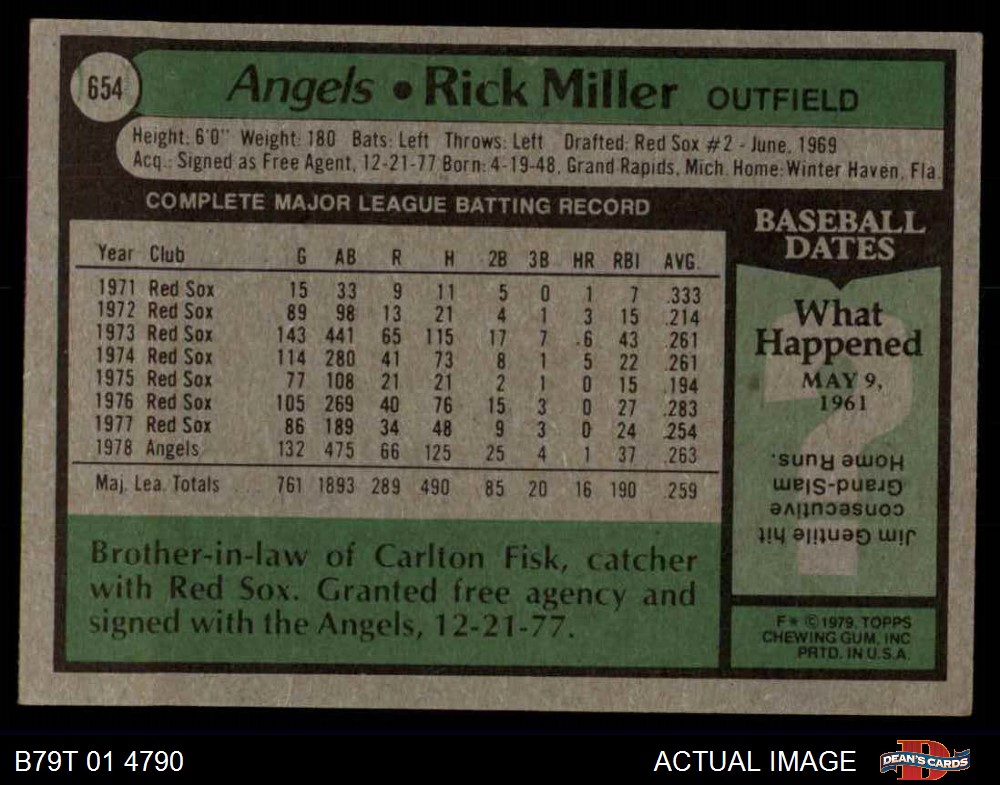 654
Angels • Rick Miller OUTFIELD
Height: 6'0" Weight: 180 Bats: Left Throws: Left Drafted: Red Sox #2 - June, 1969
Acq.: Signed as Free Agent, 12-21-77 Born: 4-19-48, Grand Rapids, Mich. Home: Winter Haven, Fla.
COMPLETE MAJOR LEAGUE BATTING RECORD
Year Club G AB R H 2B 3B HR RBI AVG.
1971 Red Sox 15 33 9 11 5 0 1 7 .333
1972 Red Sox 89 98 13 21 4 1 3 15 .214
1973 Red Sox 143 441 65 115 17 7 6 43 .261
1974 Red Sox 114 280 41 73 8 1 5 22 .261
1975 Red Sox 77 108 21 21 2 1 0 15 .194
1976 Red Sox 105 269 40 76 15 3 0 27 .283
1977 Red Sox 86 189 34 48 9 3 0 24 .254
1978 Angels 132 475 66 125 25 4 1 37 .263
Maj. Lea. Totals 761 1893 289 490 85 20 16 190 .259
Brother-in-law of Carlton Fisk, catcher
with Red Sox. Granted free agency and
signed with the Angels, 12-21-77.
BASEBALL
DATES
What
Happened
MAY 9,
1961
?
Jim Gentile hit
consecutive
Grand-Slam
Home Runs.
F* © 1979, TOPPS
CHEWING GUM, INC
PRTD. IN U.S.A.
B79T 01 4790
ACTUAL IMAGE
D
DEAN'S CARDS